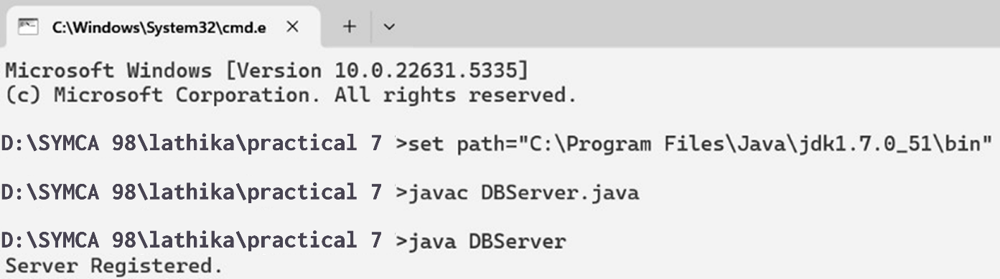 C:\Windows\System32\cmd.e
Microsoft Windows [Version 10.0.22631.5335]
(c) Microsoft Corporation. All rights reserved.
D:\SYMCA 98\lathika\practical 7 >set path="C:\Program Files\Java\jdk1.7.0_51\bin"
D:\SYMCA 98\lathika\practical 7 >javac DBServer.java
D:\SYMCA 98\lathika\practical 7 >java DBServer
Server Registered.